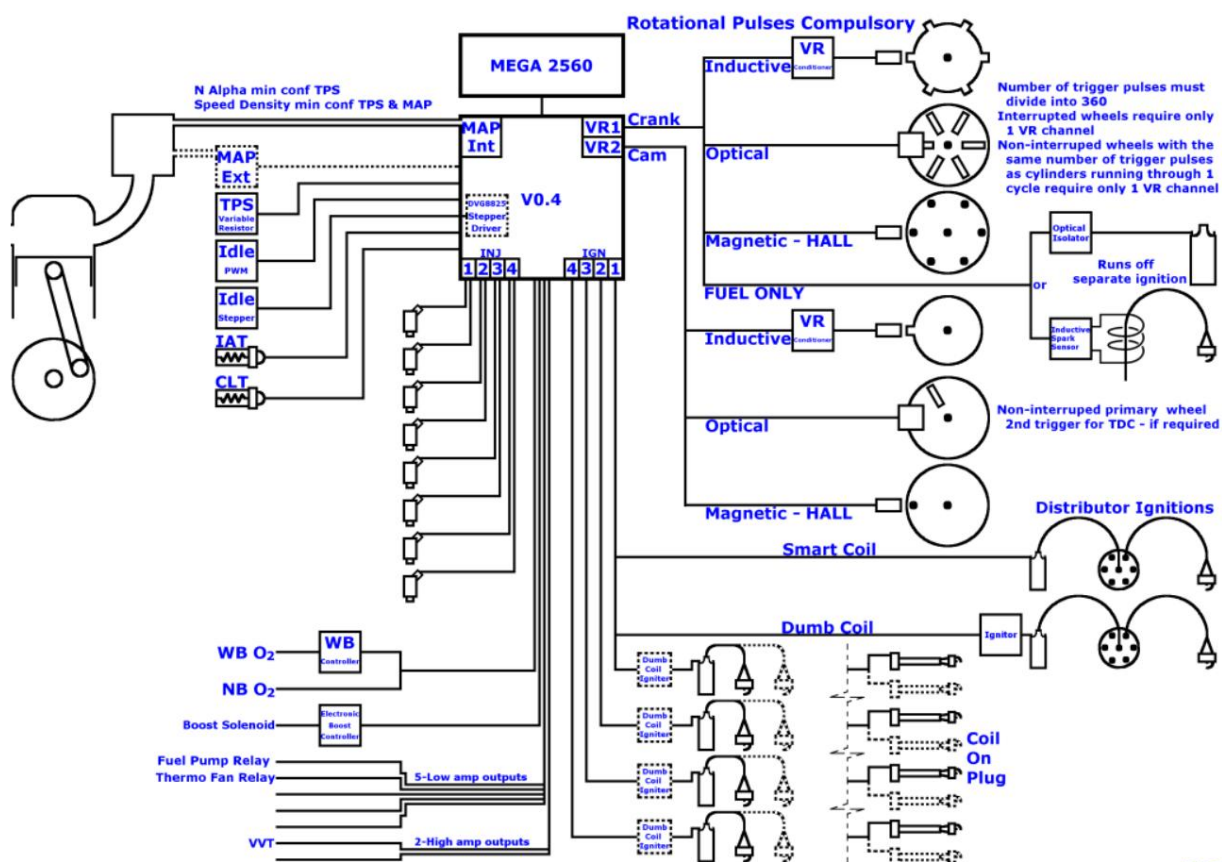 Rotational Pulses Compulsory
MEGA 2560
N Alpha min conf TPS
Speed Density min conf TPS & MAP
MAP
Int
VR1
VR2
Crank
Cam
V0.4
DVG8825
Stepper
Driver
INJ
1 2 3 4
IGN
4 3 2 1
MAP
Ext
TPS
Variable
Resistor
Idle
PWM
Idle
Stepper
IAT
CLT
Inductive
VR
Conditioner
Optical
Magnetic - HALL
Number of trigger pulses must
divide into 360
Interrupted wheels require only
1 VR channel
Non-interruped wheels with the
same number of trigger pulses
as cylinders running through 1
cycle require only 1 VR channel
FUEL ONLY
or
Optical
Isolator
Runs off
separate ignition
Inductive
Spark
Sensor
Inductive
VR
Conditioner
Optical
Non-interruped primary wheel
2nd trigger for TDC - if required
Magnetic - HALL
Distributor Ignitions
Smart Coil
Dumb Coil
Ignitor
WB O₂
WB
Controller
NB O₂
Boost Solenoid
Electronic
Boost
Controller
Fuel Pump Relay
Thermo Fan Relay
5-Low amp outputs
VVT
2-High amp outputs
Dumb
Coil
Igniter
Dumb
Coil
Igniter
Dumb
Coil
Igniter
Dumb
Coil
Igniter
Coil
On
Plug